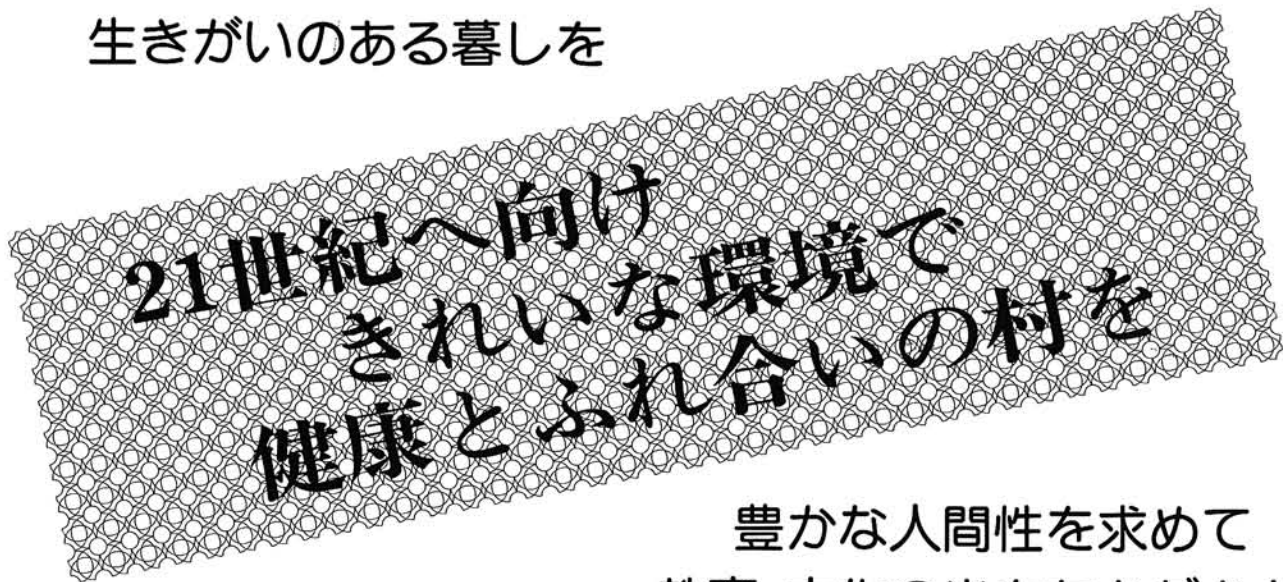 生きがいのある暮しを
21世紀へ向け
きれいな環境で
健康とふれ合いの村を
豊かな人間性を求めて